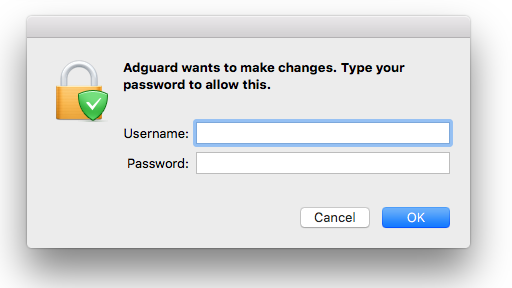 Adguard wants to make changes. Type your
password to allow this.
Username:
Password:
Cancel OK